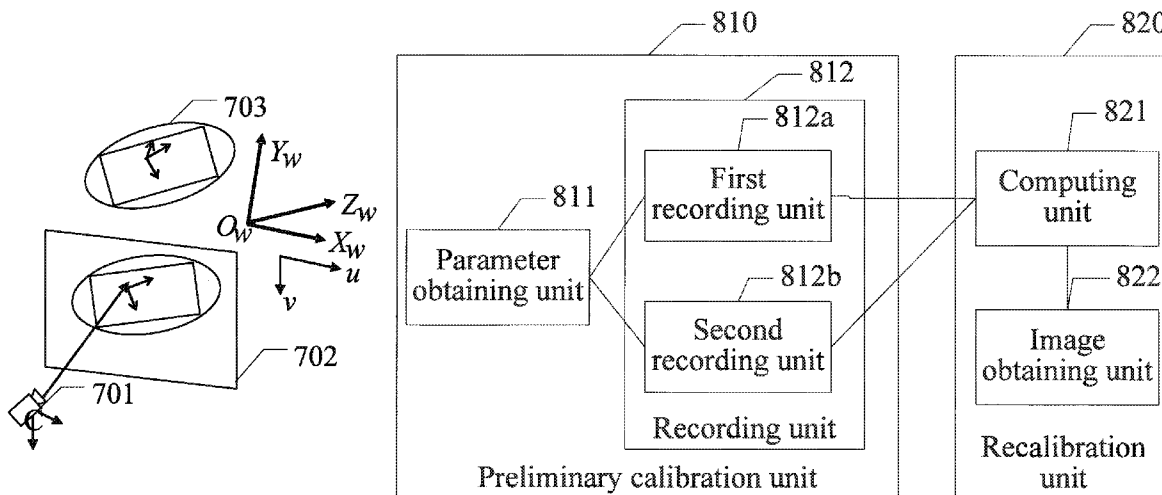 703
Y_W
Z_W
O_W
X_W
u
v
702
701
C
810
812
812a
First
recording unit
811
Parameter
obtaining unit
812b
Second
recording unit
Recording unit
Preliminary calibration unit
820
821
Computing
unit
822
Image
obtaining unit
Recalibration
unit